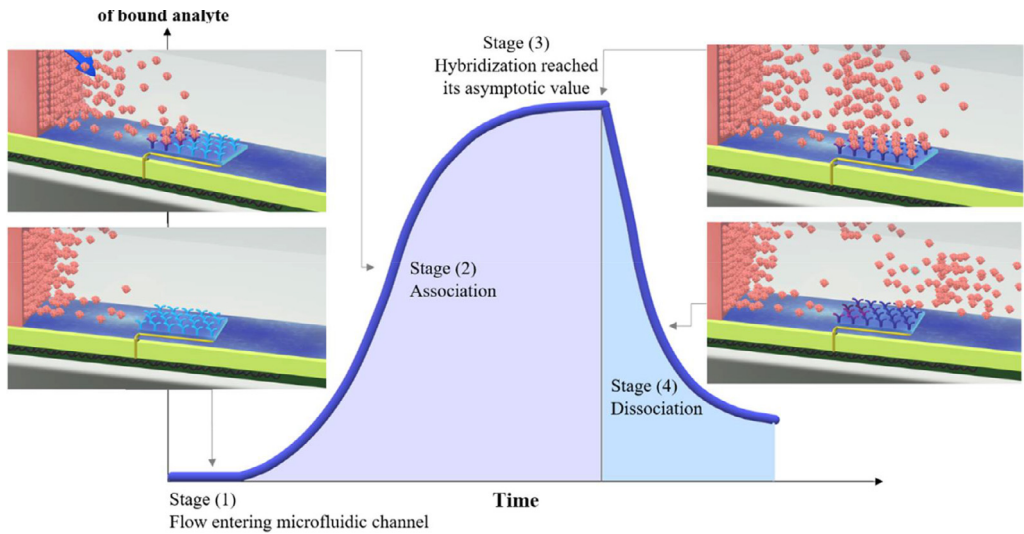 of bound analyte
Stage (3)
Hybridization reached
its asymptotic value
Stage (2)
Association
Stage (4)
Dissociation
Stage (1)
Flow entering microfluidic channel
Time